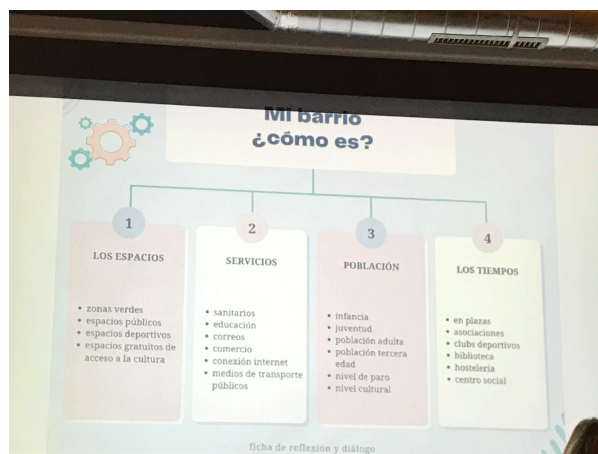 Mi barrio
¿cómo es?
1
LOS ESPACIOS
• zonas verdes
• espacios públicos
• espacios deportivos
• espacios gratuitos de
acceso a la cultura
2
SERVICIOS
• sanitarios
• educación
• correos
• comercio
• conexión internet
• medios de transporte
públicos
3
POBLACIÓN
• infancia
• juventud
• población adulta
• población tercera
edad
• nivel de paro
• nivel cultural
4
LOS TIEMPOS
• en plazas
• asociaciones
• clubs deportivos
• biblioteca
• hostelería
• centro social
ficha de reflexión y diálogo